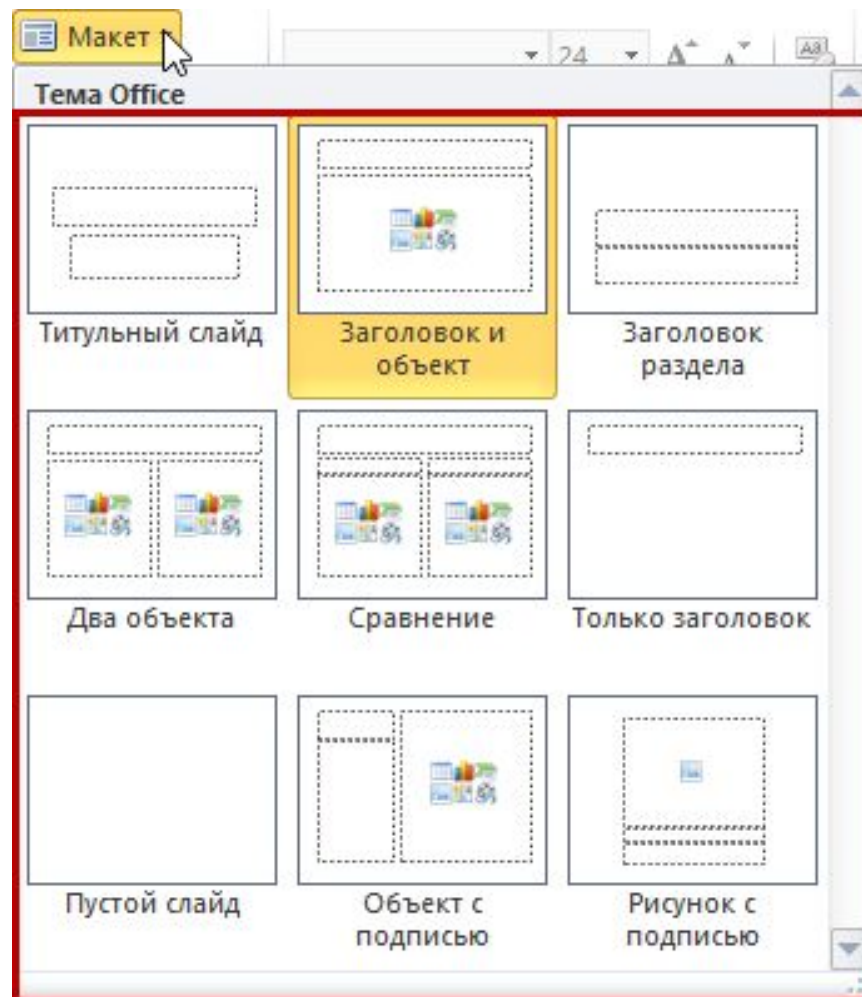 Макет
24
A A
Тема Office
Титульный слайд
Заголовок и
объект
Заголовок
раздела
Два объекта
Сравнение
Только заголовок
Пустой слайд
Объект с
подписью
Рисунок с
подписью